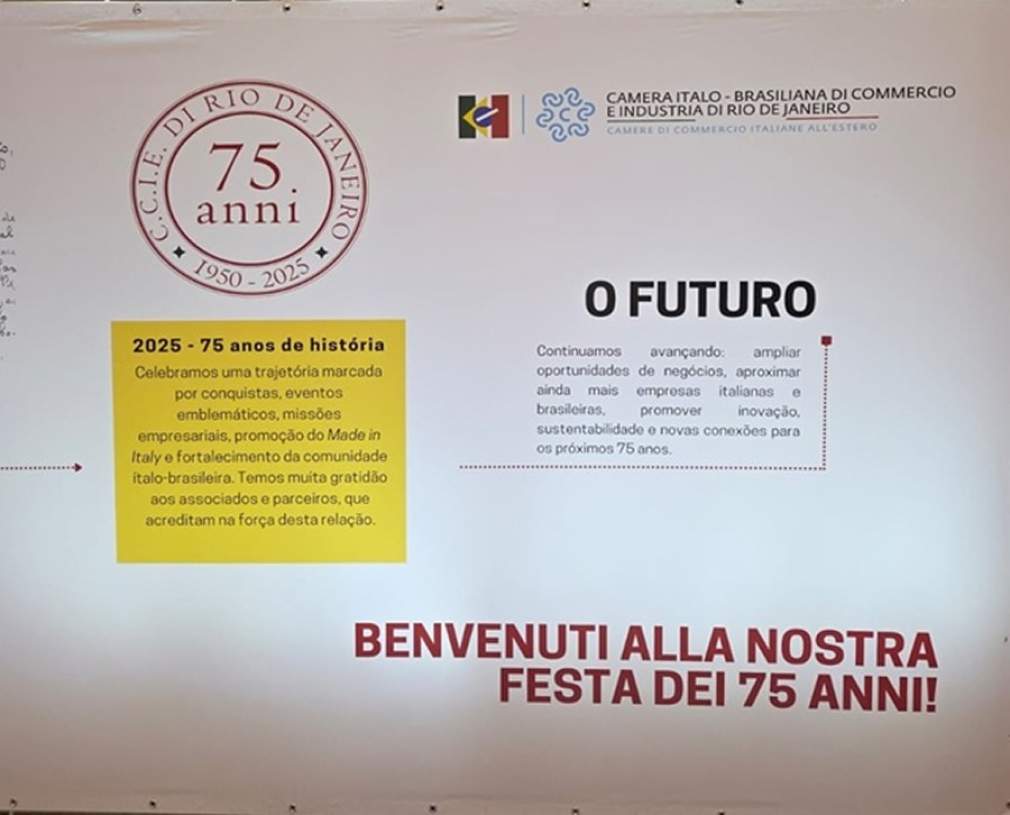 C.C.I.E. DI RIO DE JANEIRO
75
anni
1950 - 2025
CAMERA ITALO - BRASILIANA DI COMMERCIO
E INDUSTRIA DI RIO DE JANEIRO
CAMERE DI COMMERCIO ITALIANE ALL'ESTERO
2025 - 75 anos de história
Celebramos uma trajetória marcada
por conquistas, eventos
emblemáticos, missões
empresariais, promoção do Made in
Italy e fortalecimento da comunidade
ítalo-brasileira. Temos muita gratidão
aos associados e parceiros, que
acreditam na força desta relação.
O FUTURO
Continuamos avançando: ampliar
oportunidades de negócios, aproximar
ainda mais empresas italianas e
brasileiras, promover inovação,
sustentabilidade e novas conexões para
os próximos 75 anos.
BENVENUTI ALLA NOSTRA
FESTA DEI 75 ANNI!